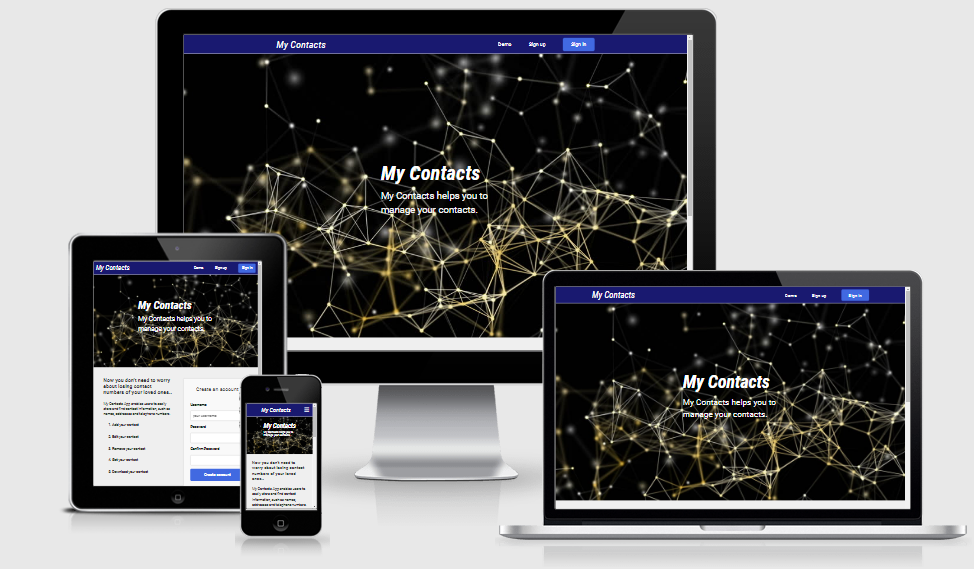 My Contacts
Demo
Sign up
Sign in
My Contacts
My Contacts helps you to
manage your contacts.
My Contacts
Demo
Sign up
Sign in
My Contacts
My Contacts helps you to
manage your contacts.
Now you don't need to worry
about losing contact
numbers of your loved ones...
My Contacts App enables users to easily
store and find contact information, such as
names, addresses and telephone numbers
1. Add your contact
2. Edit your contact
3. Remove your contact
4. Get your contact
5. Download your contact
Create an account
Username
Your username
Password
Confirm Password
Create account
My Contacts
My Contacts
Now you don't need to
worry about losing contact
numbers of your loved
ones...
My Contacts App enables users to
easily store and find contact
information, such as names,
addresses and telephone numbers
My Contacts
Demo
Sign up
Sign in
My Contacts
My Contacts helps you to
manage your contacts.